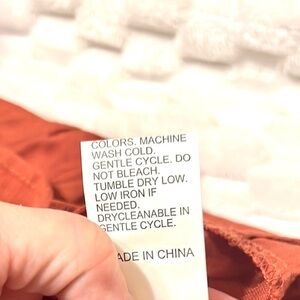 COLORS. MACHINE
WASH COLD.
GENTLE CYCLE. DO
NOT BLEACH.
TUMBLE DRY LOW.
LOW IRON IF
NEEDED.
DRYCLEANABLE IN
GENTLE CYCLE.
ADE IN CHINA